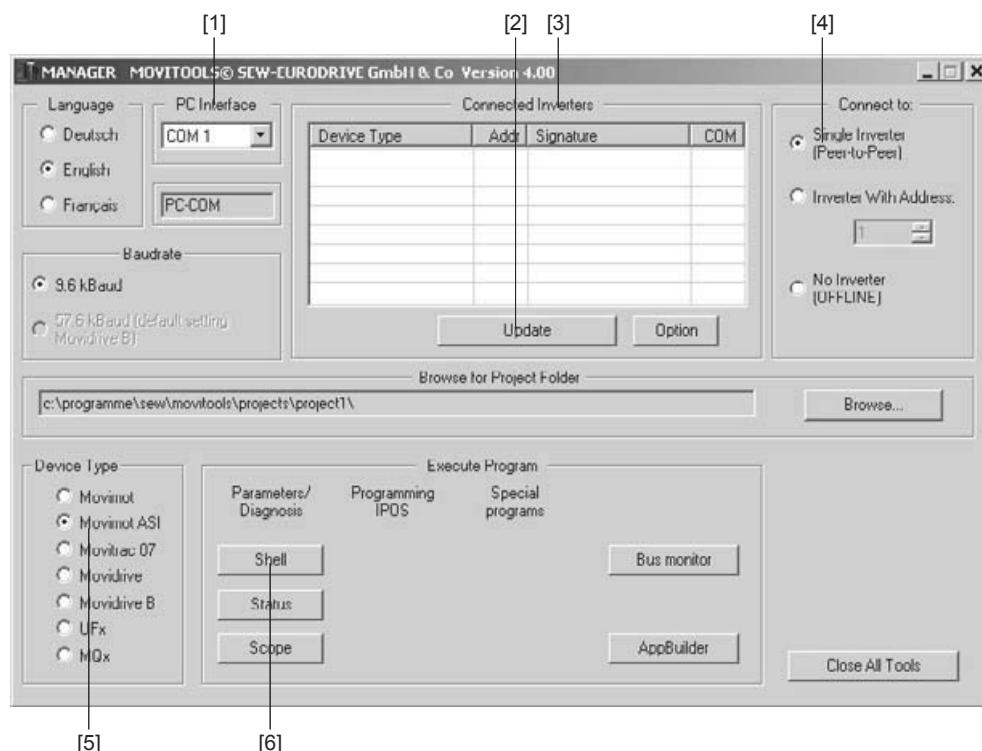 [1] [2] [3] [4]
MANAGER MOVITOOLS© SEW-EURODRIVE GmbH & Co Version 4.00
Language
Deutsch
English
Français
PC Interface
COM 1
PC-COM
Baudrate
9.6 kBaud
57.6 kBaud (default setting
Movidrive B)
Connected Inverters
Device Type Addr Signature COM
Update Option
Connect to:
Single Inverter
(Peer-to-Peer)
Inverter With Address:
1
No Inverter
(OFFLINE)
Browse for Project Folder
c:\programme\sew\movitools\projects\project1\
Browse...
Device Type
Movimot
Movimot ASI
Movitrac 07
Movidrive
Movidrive B
UFx
MQx
Execute Program
Parameters/
Diagnosis
Programming
IPOS
Special
programs
Shell
Status
Scope
Bus monitor
AppBuilder
Close All Tools
[5] [6]